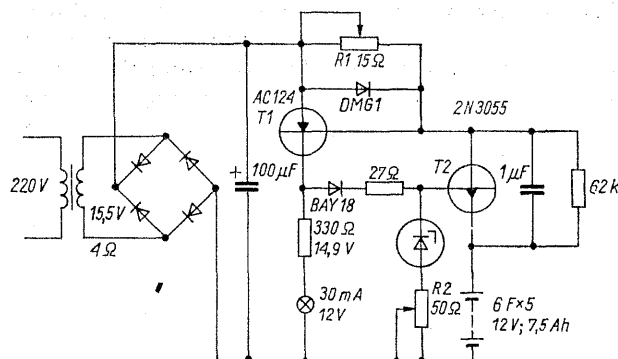 R1 15Ω
AC124
T1
DMG1
2N3055
+
100μF
T2
1μF
27Ω
62k
220V
15,5V
BAY18
4Ω
330Ω
14,9V
30mA
12V
R2
50Ω
6F×5
12V; 7,5Ah